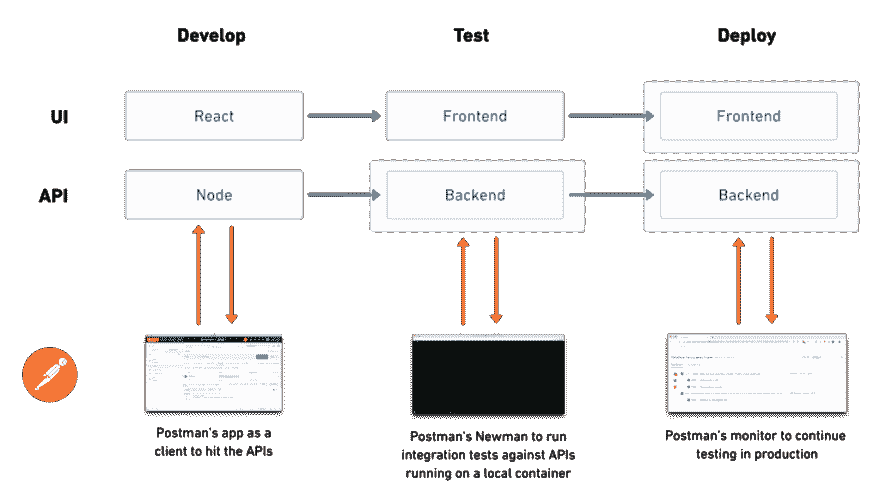 Develop
Test
Deploy
UI
React
Frontend
Frontend
API
Node
Backend
Backend
Postman's app as a
client to hit the APIs
Postman's Newman to run
integration tests against APIs
running on a local container
Postman's monitor to continue
testing in production